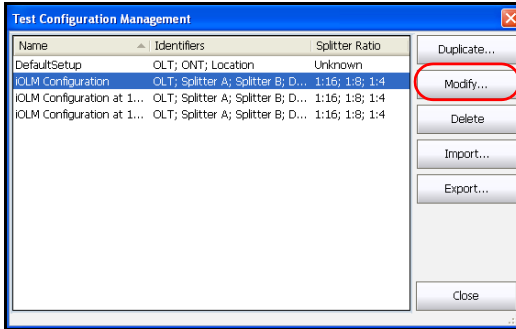 Test Configuration Management
Name Identifiers Splitter Ratio
DefaultSetup OLT; ONT; Location Unknown
iOLM Configuration OLT; Splitter A; Splitter B; D... 1:16; 1:8; 1:4
iOLM Configuration at 1... OLT; Splitter A; Splitter B; D... 1:16; 1:8; 1:4
iOLM Configuration at 1... OLT; Splitter A; Splitter B; D... 1:16; 1:8; 1:4
Duplicate...
Modify...
Delete
Import...
Export...
Close